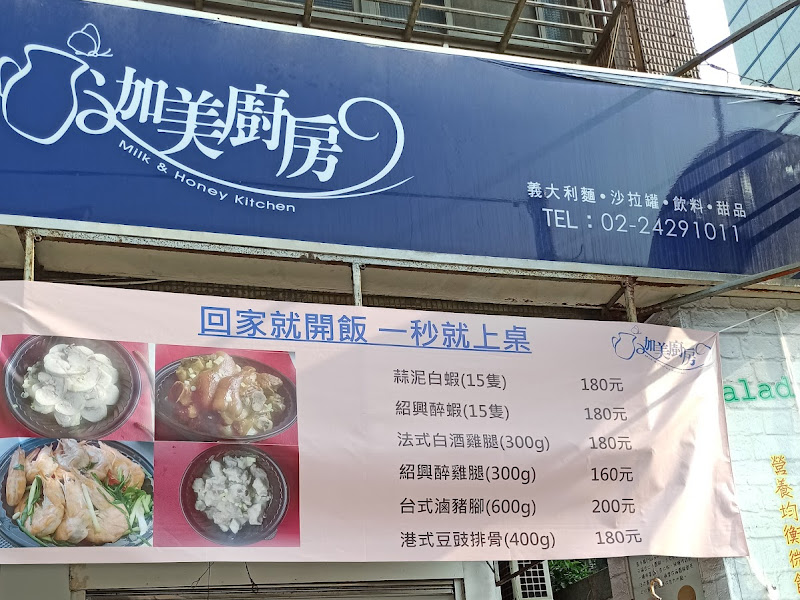 加美廚房
Milk & Honey Kitchen
義大利麵•沙拉罐•飲料•甜品
TEL：02-24291011
回家就開飯 一秒就上桌
加美廚房
蒜泥白蝦(15隻) 180元
紹興醉蝦(15隻) 180元
法式白酒雞腿(300g) 180元
紹興醉雞腿(300g) 160元
台式滷豬腳(600g) 200元
港式豆豉排骨(400g) 180元
alad
營養均衡